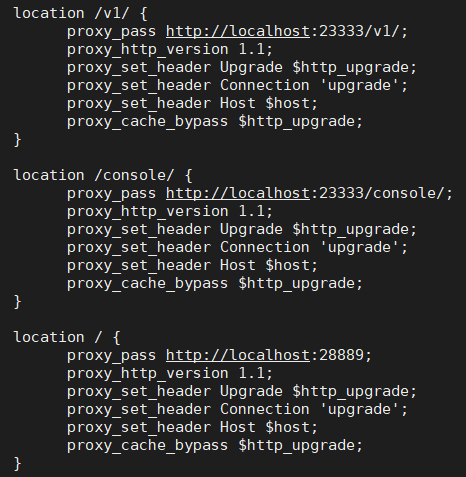 location /v1/ {
proxy_pass http://localhost:23333/v1/;
proxy_http_version 1.1;
proxy_set_header Upgrade $http_upgrade;
proxy_set_header Connection 'upgrade';
proxy_set_header Host $host;
proxy_cache_bypass $http_upgrade;
}
location /console/ {
proxy_pass http://localhost:23333/console/;
proxy_http_version 1.1;
proxy_set_header Upgrade $http_upgrade;
proxy_set_header Connection 'upgrade';
proxy_set_header Host $host;
proxy_cache_bypass $http_upgrade;
}
location / {
proxy_pass http://localhost:28889;
proxy_http_version 1.1;
proxy_set_header Upgrade $http_upgrade;
proxy_set_header Connection 'upgrade';
proxy_set_header Host $host;
proxy_cache_bypass $http_upgrade;
}